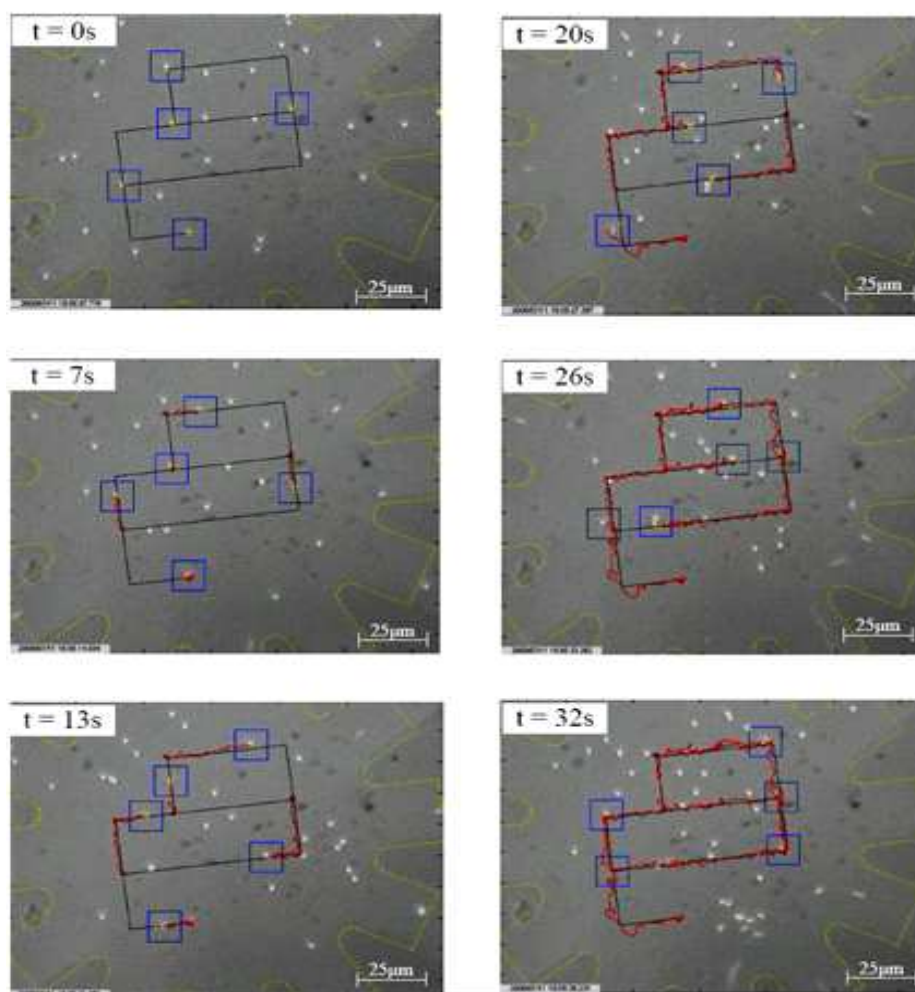 t = 0s
25μm
t = 20s
25μm
t = 7s
25μm
t = 26s
25μm
t = 13s
25μm
t = 32s
25μm